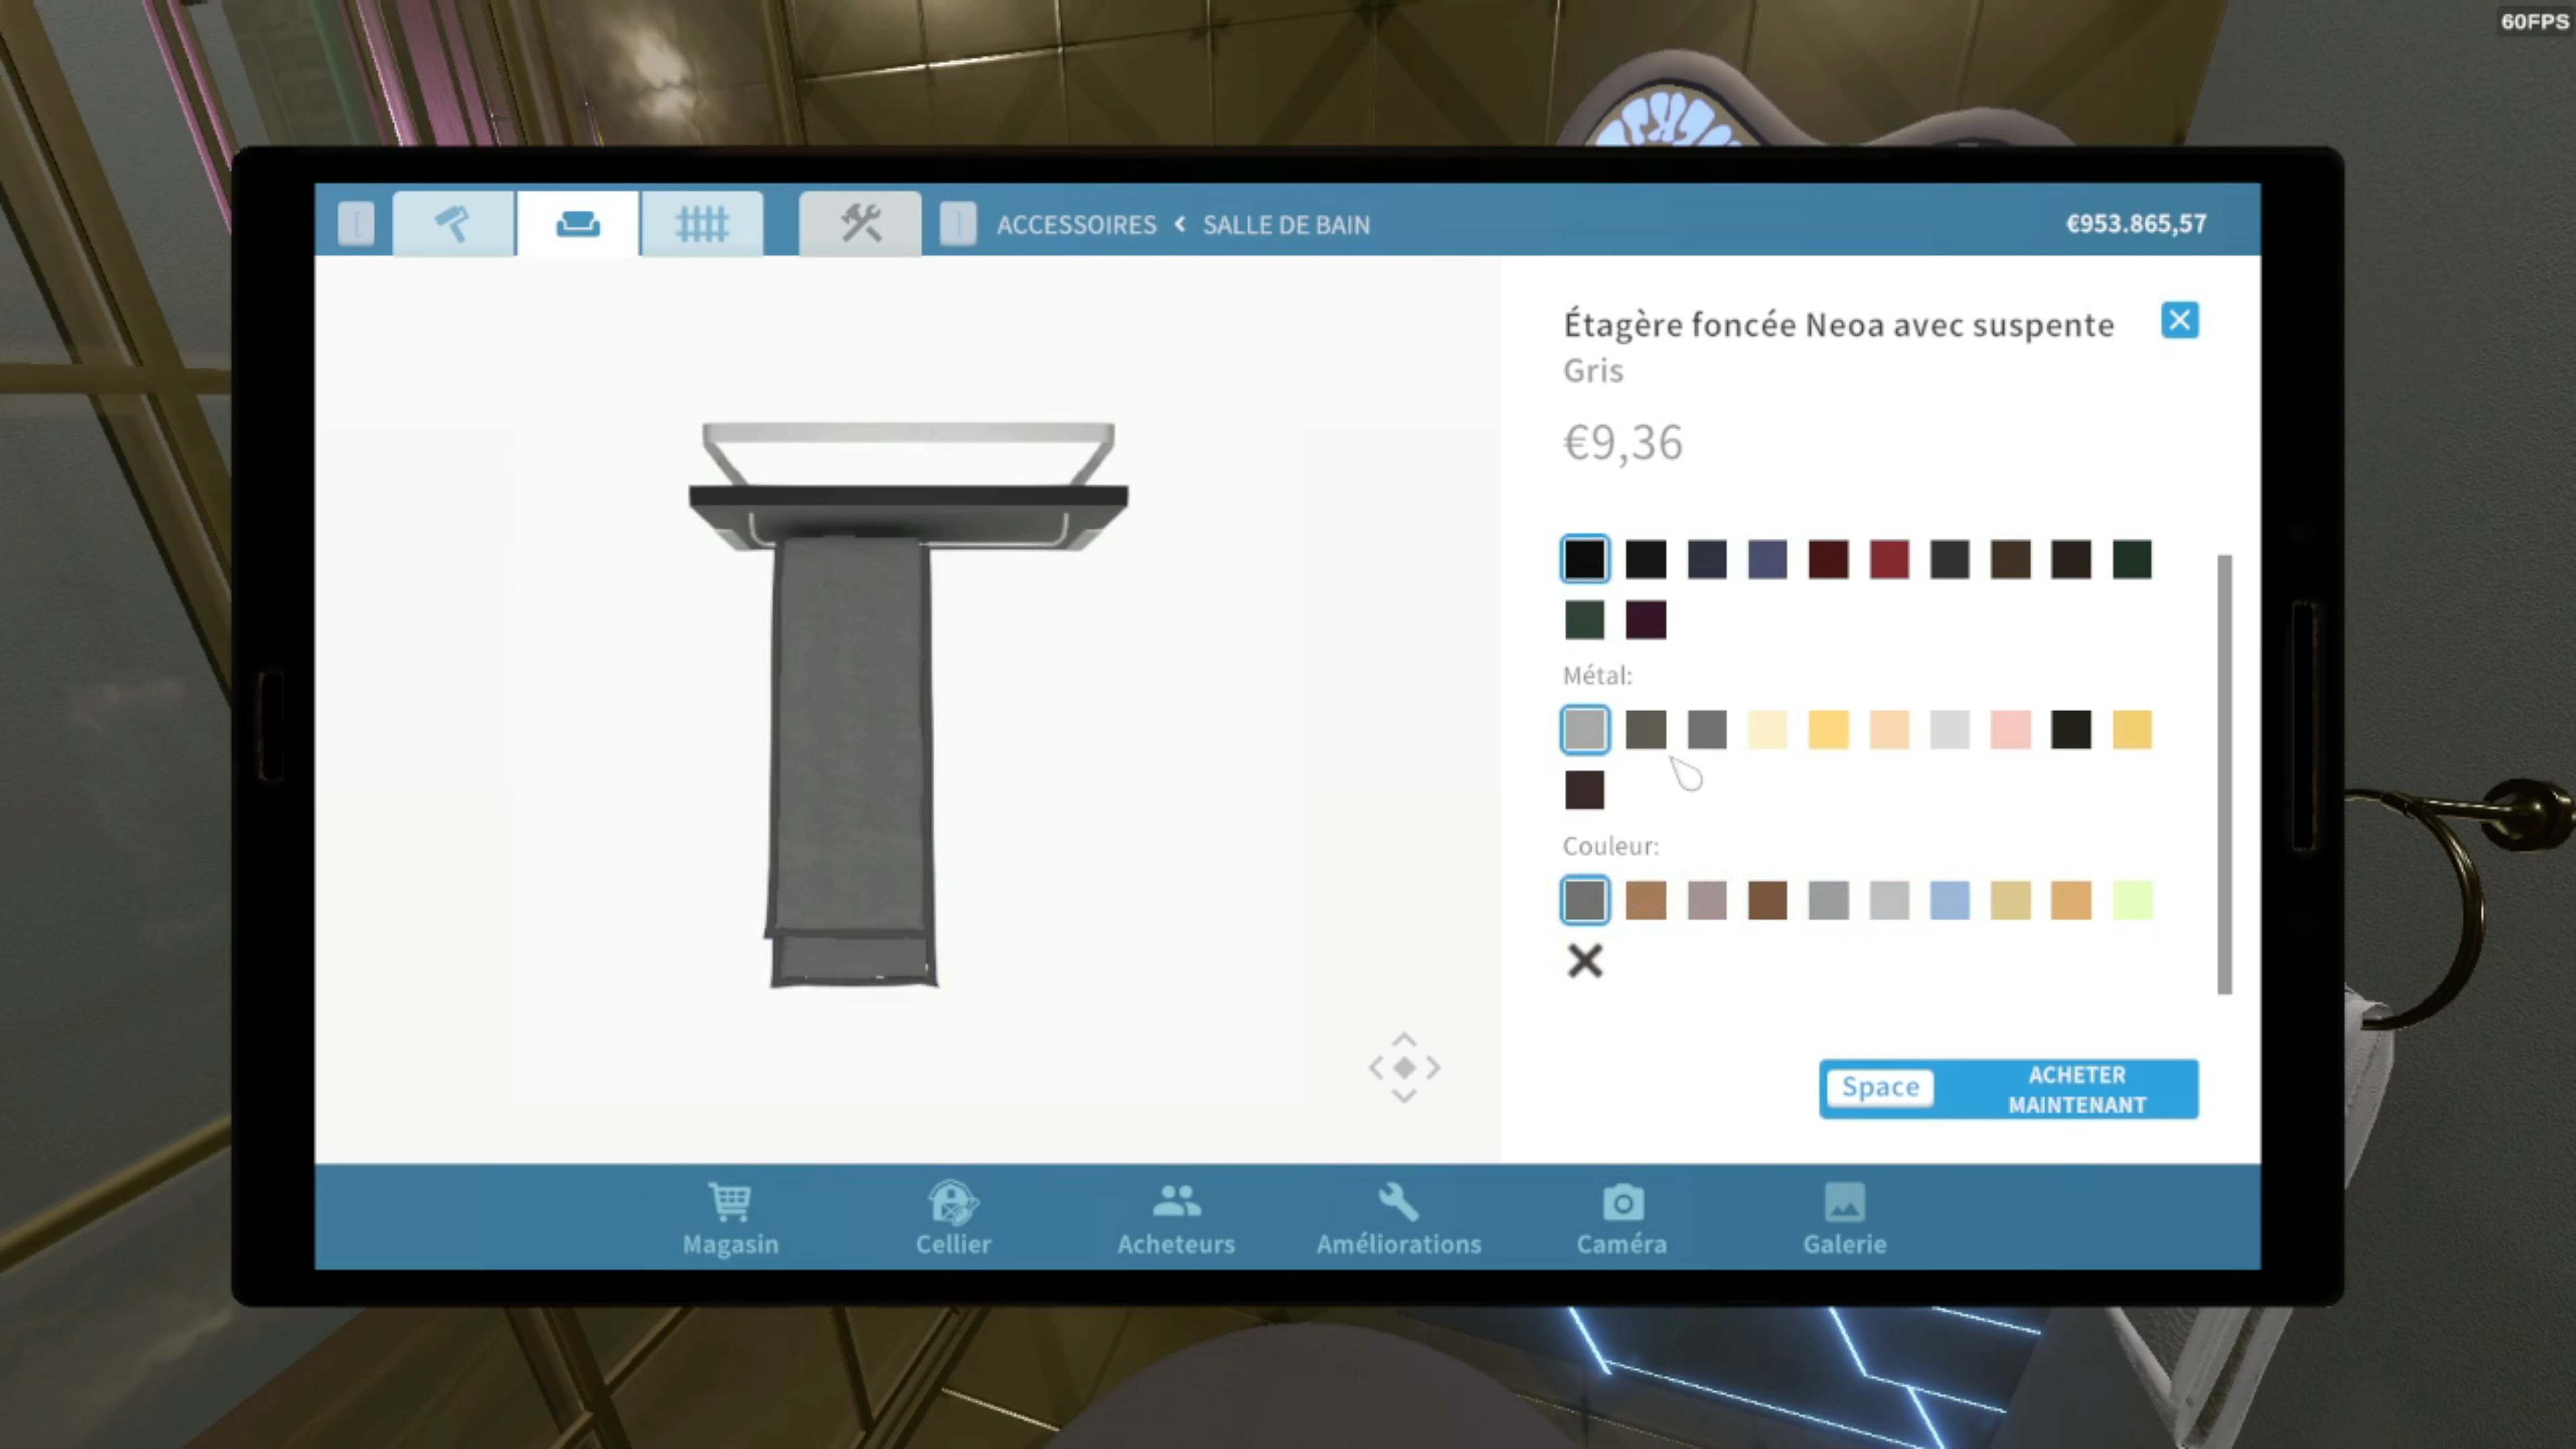 60FPS
[
]
ACCESSOIRES < SALLE DE BAIN
€953.865,57
Étagère foncée Neoa avec suspente
Gris
€9,36
Métal:
Couleur:
Space
ACHETER
MAINTENANT
Magasin
Cellier
Acheteurs
Améliorations
Caméra
Galerie